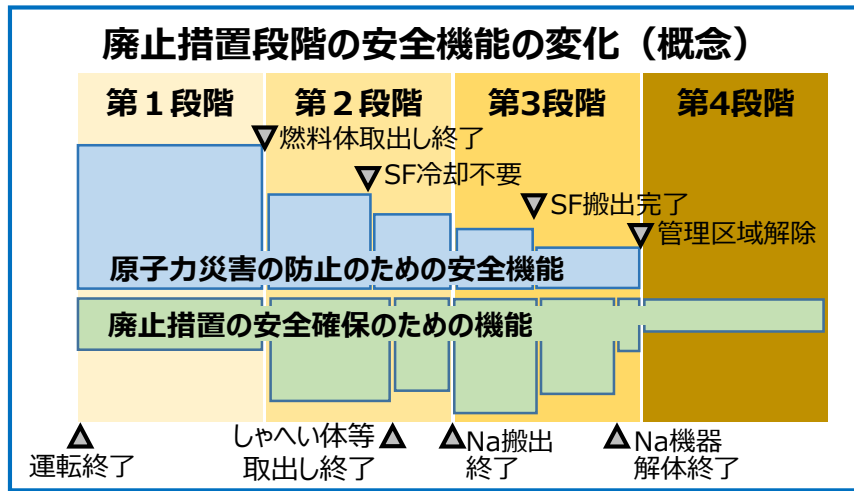 廃止措置段階の安全機能の変化（概念）
第１段階
第２段階
第3段階
第4段階
燃料体取出し終了
SF冷却不要
SF搬出完了
管理区域解除
原子力災害の防止のための安全機能
廃止措置の安全確保のための機能
運転終了
しゃへい体等
取出し終了
Na搬出
終了
Na機器
解体終了